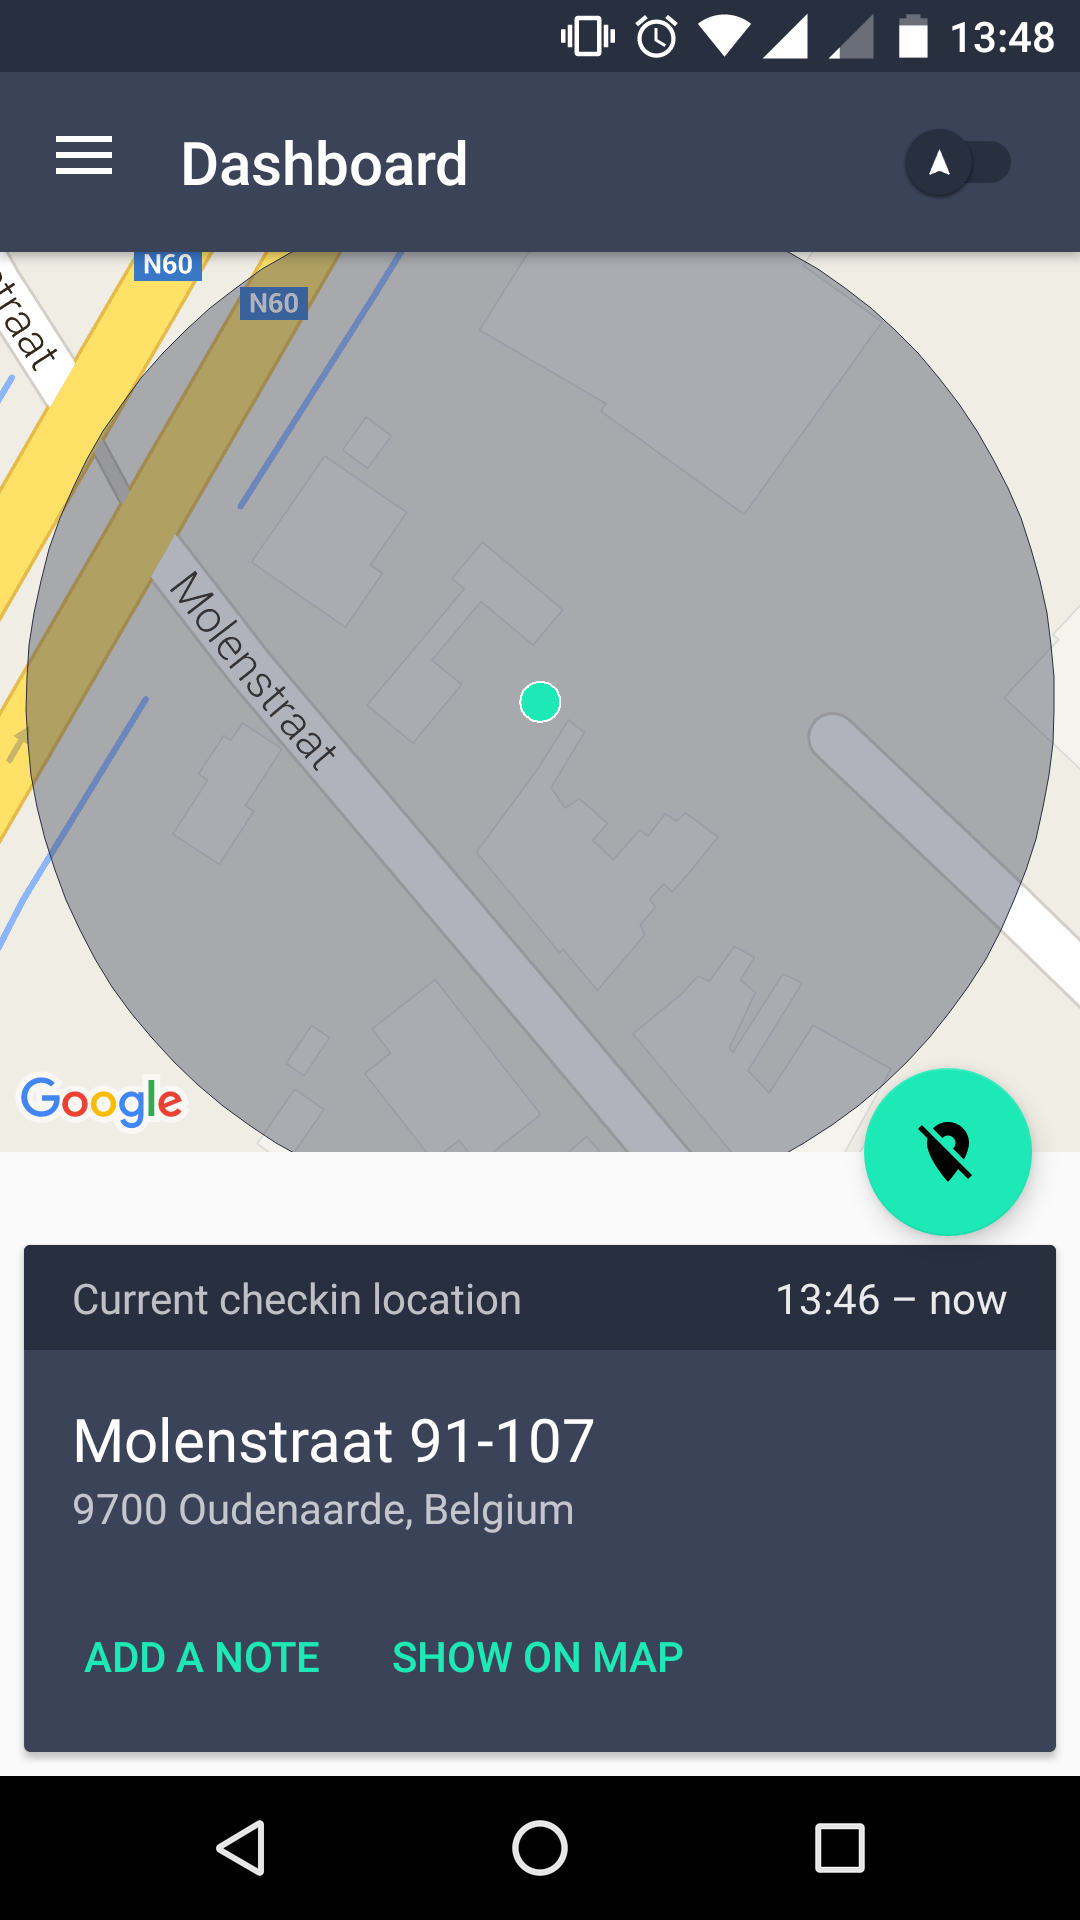 13:48
Dashboard
N60
N60
straat
Molenstraat
Google
Current checkin location
13:46 – now
Molenstraat 91-107
9700 Oudenaarde, Belgium
ADD A NOTE
SHOW ON MAP